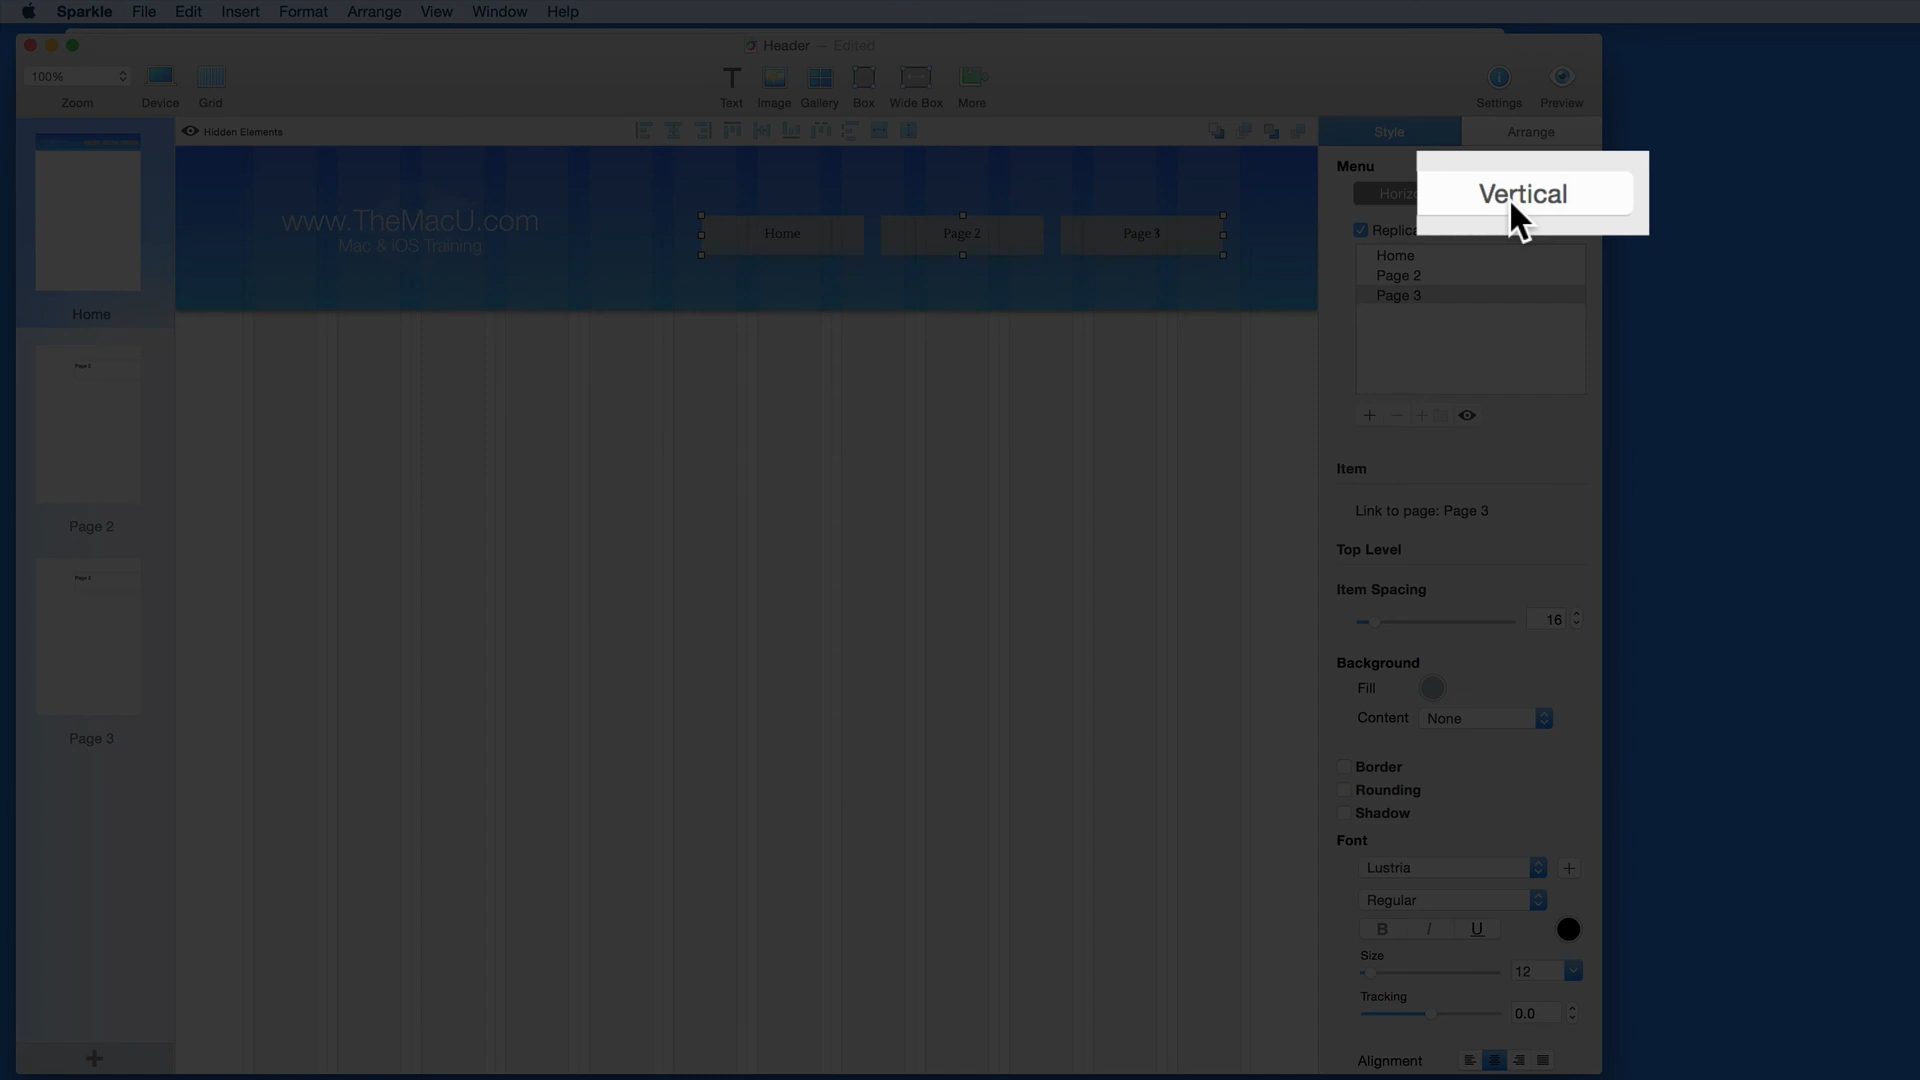 Sparkle File Edit Insert Format Arrange View Window Help
Header — Edited
100%
Zoom Device Grid Text Image Gallery Box Wide Box More Settings Preview
Hidden Elements
Style Arrange
Home
Page 2
Page 2
Page 3
Page 3
www.TheMacU.com
Mac & iOS Training
Home Page 2 Page 3
Menu
Vertical
Home
Page 2
Page 3
Item
Link to page: Page 3
Top Level
Item Spacing
16
Background
Fill
Content None
Border
Rounding
Shadow
Font
Lustria
Regular
B I U
Size
12
Tracking
0.0
Alignment